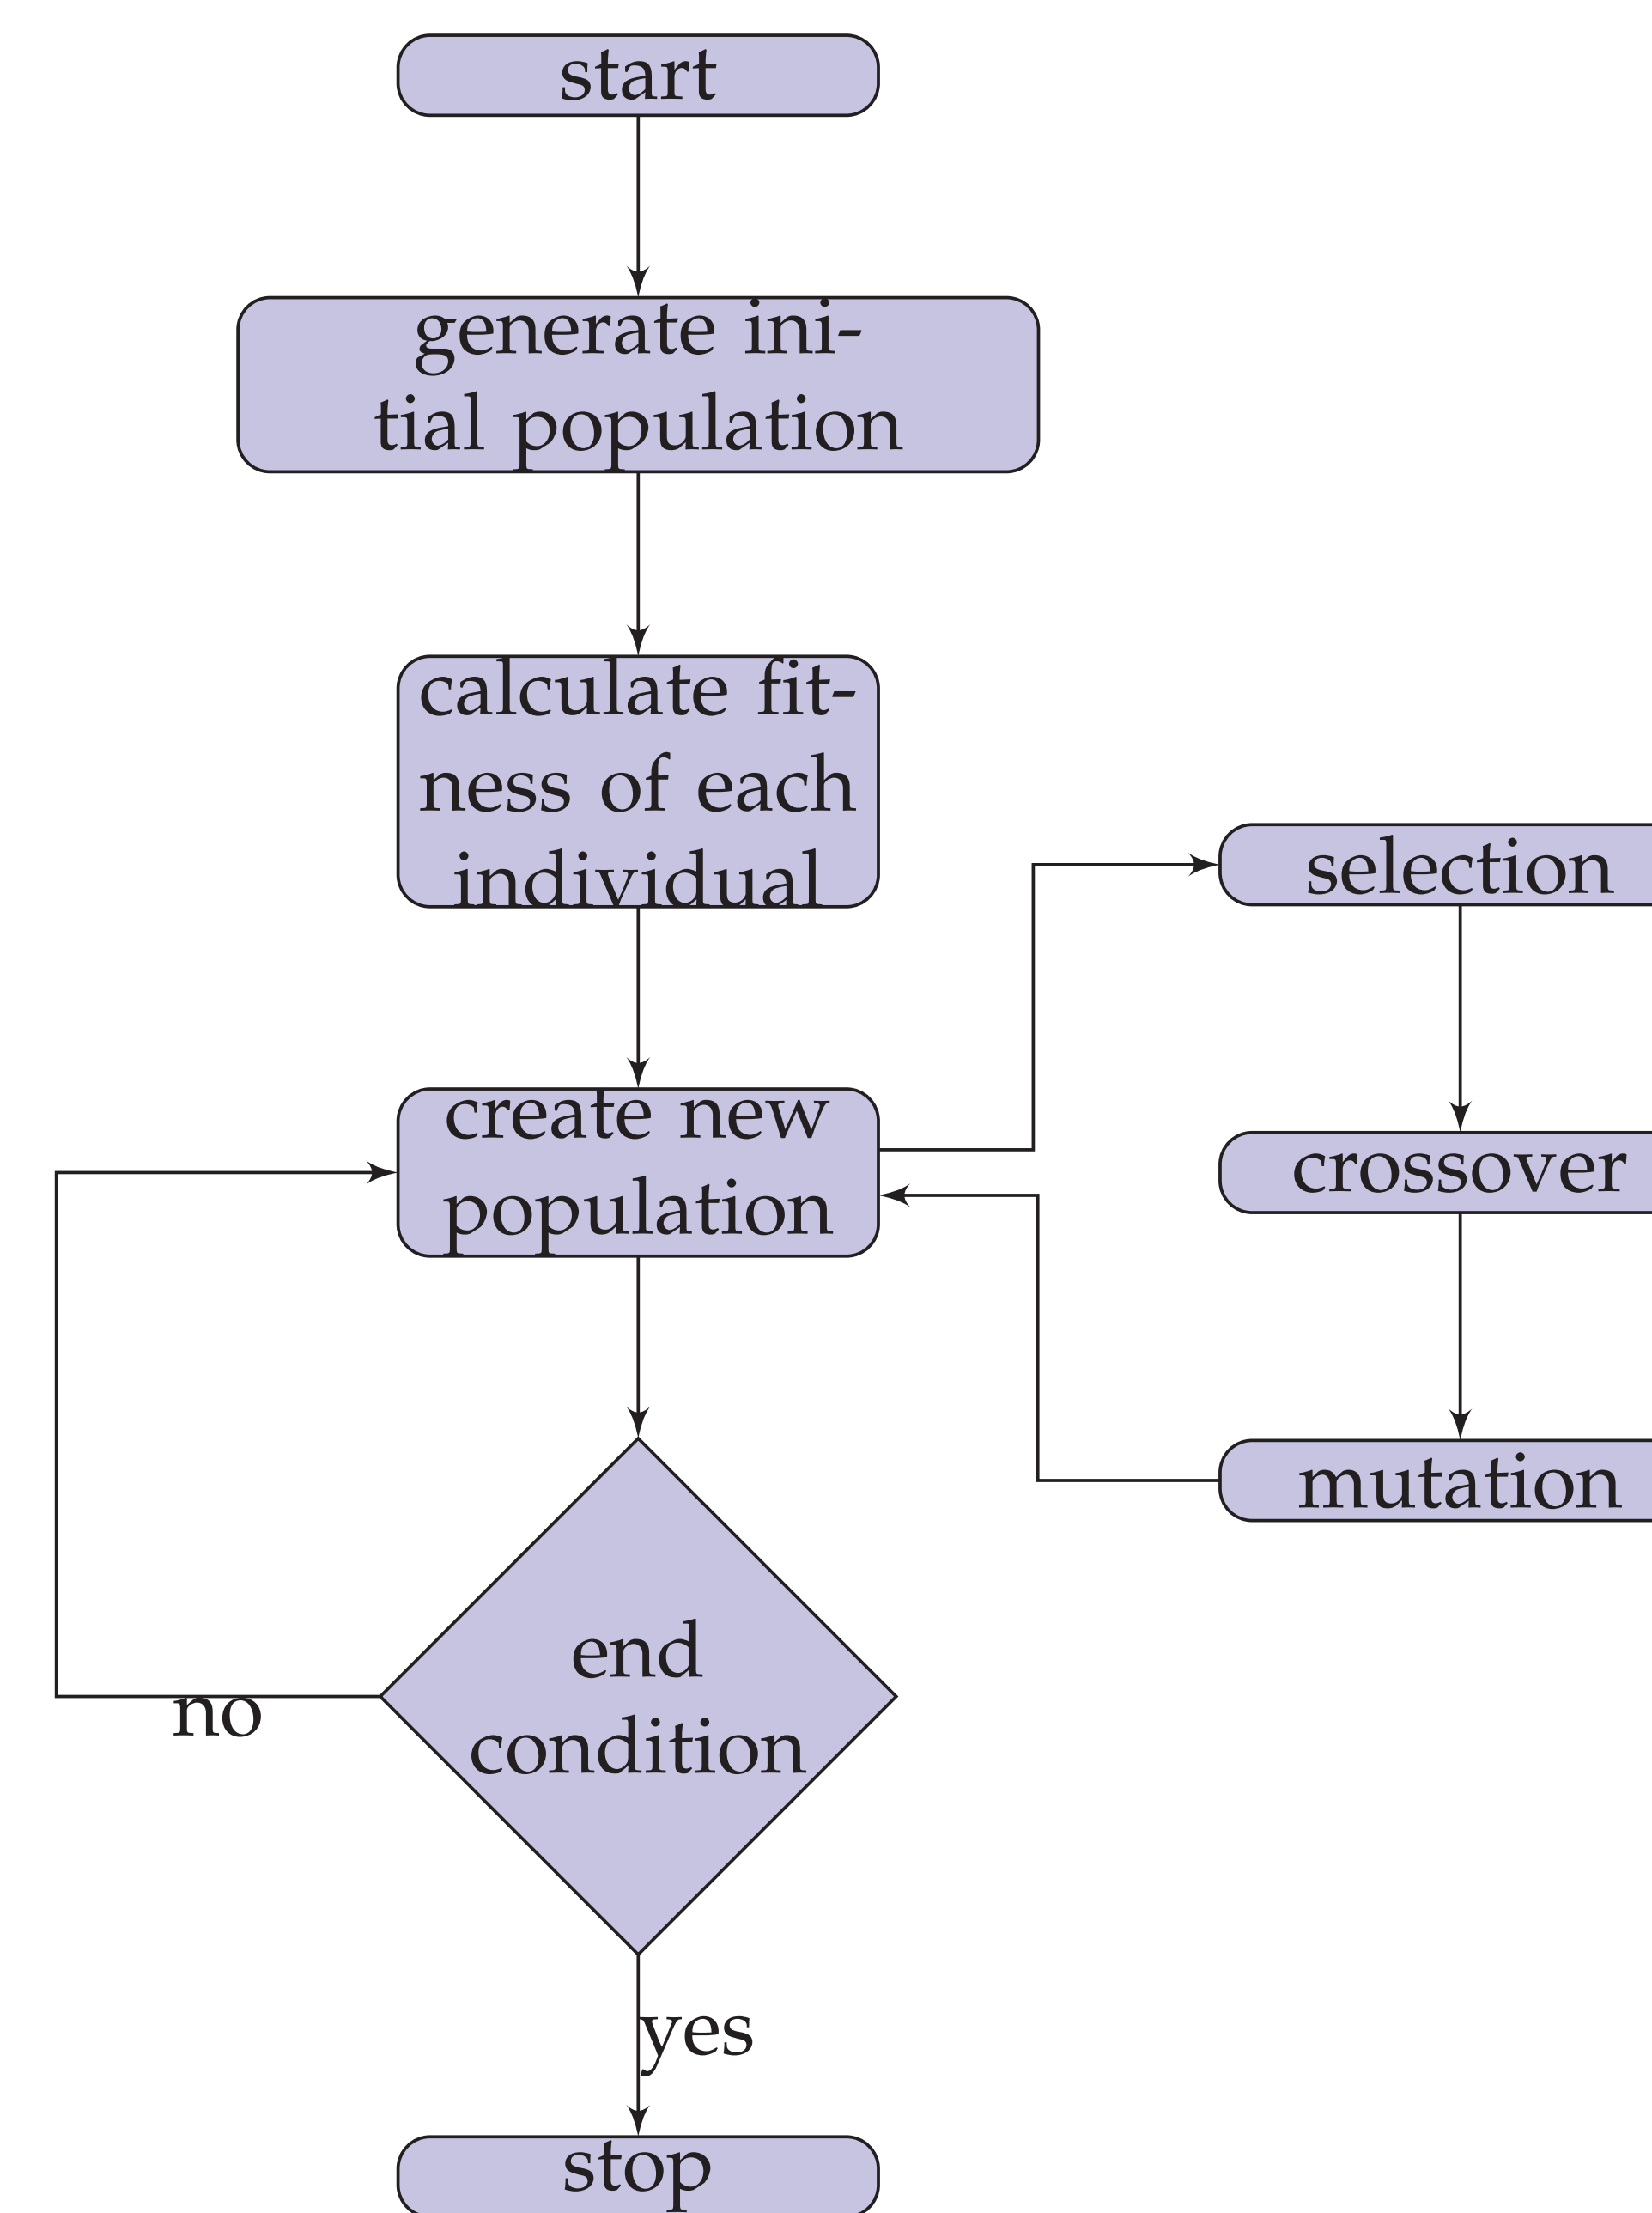 start
generate ini-
tial population
calculate fit-
ness of each
individual
selection
create new
population
crossover
mutation
end
condition
no
yes
stop